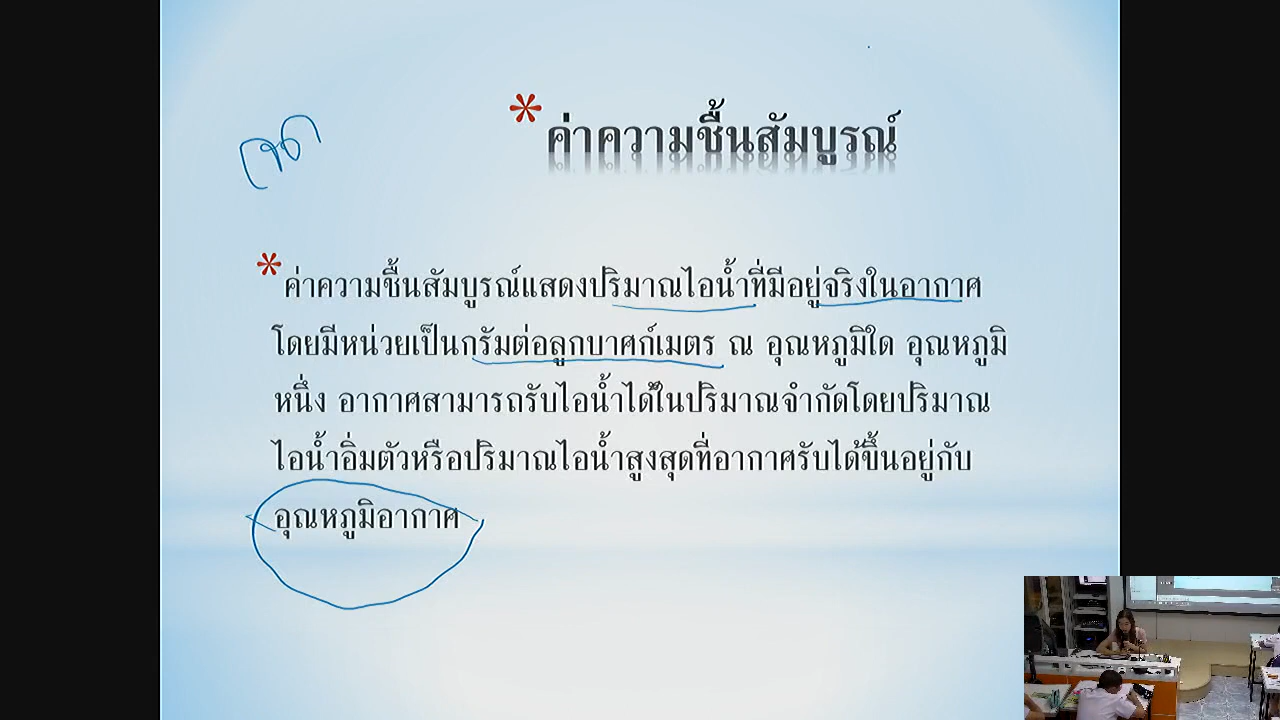 * ค่าความชื้นสัมบูรณ์
จด
* ค่าความชื้นสัมบูรณ์แสดงปริมาณไอน้ำที่มีอยู่จริงในอากาศ
โดยมีหน่วยเป็นกรัมต่อลูกบาศก์เมตร ณ อุณหภูมิใด อุณหภูมิ
หนึ่ง อากาศสามารถรับไอน้ำได้ในปริมาณจำกัดโดยปริมาณ
ไอน้ำอิ่มตัวหรือปริมาณไอน้ำสูงสุดที่อากาศรับได้ขึ้นอยู่กับ
อุณหภูมิอากาศ